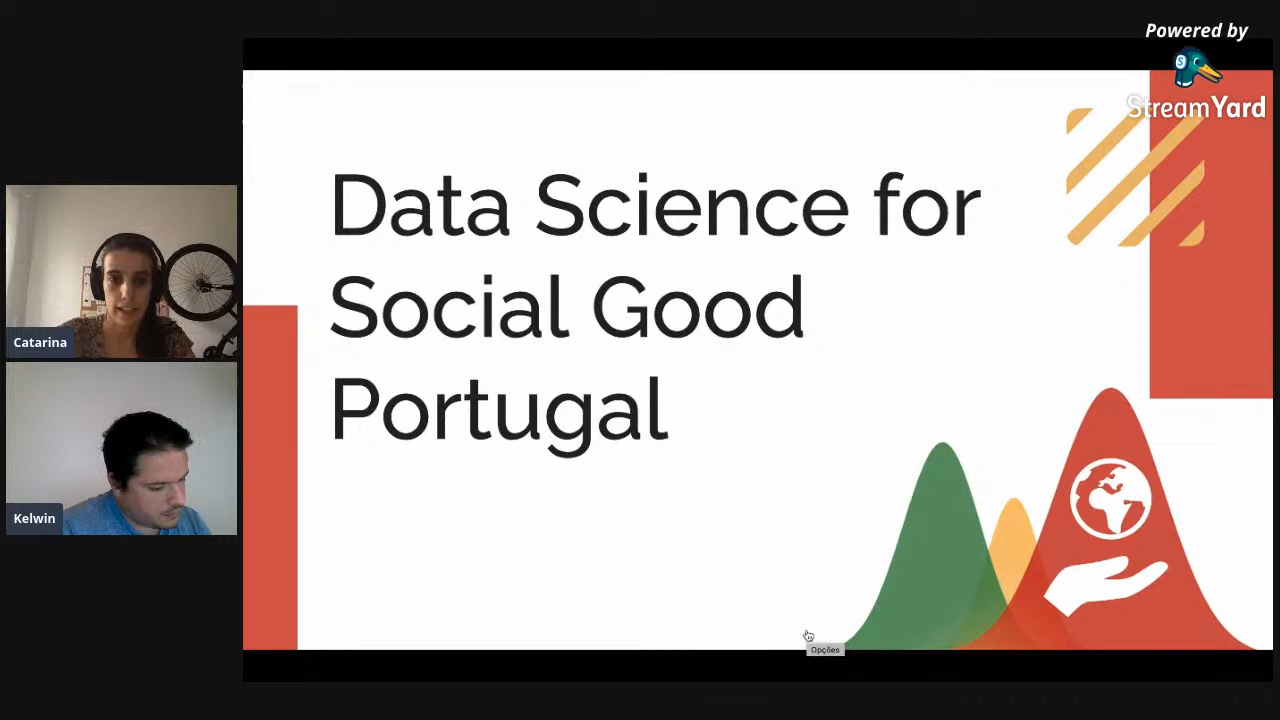 Powered by
StreamYard
Data Science for
Social Good
Portugal
Catarina
Kelwin
Opções